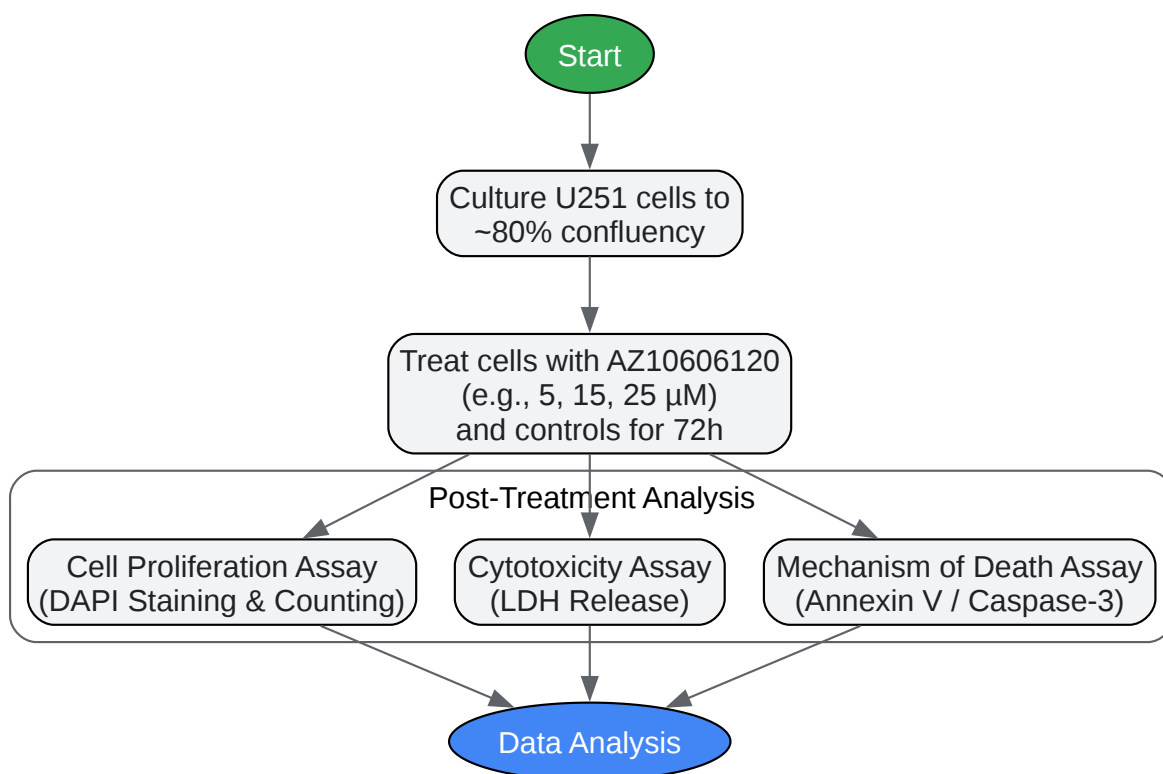 Start
Culture U251 cells to
~80% confluency
Treat cells with AZ10606120
(e.g., 5, 15, 25 µM)
and controls for 72h
Post-Treatment Analysis
Cell Proliferation Assay
(DAPI Staining & Counting)
Cytotoxicity Assay
(LDH Release)
Mechanism of Death Assay
(Annexin V / Caspase-3)
Data Analysis